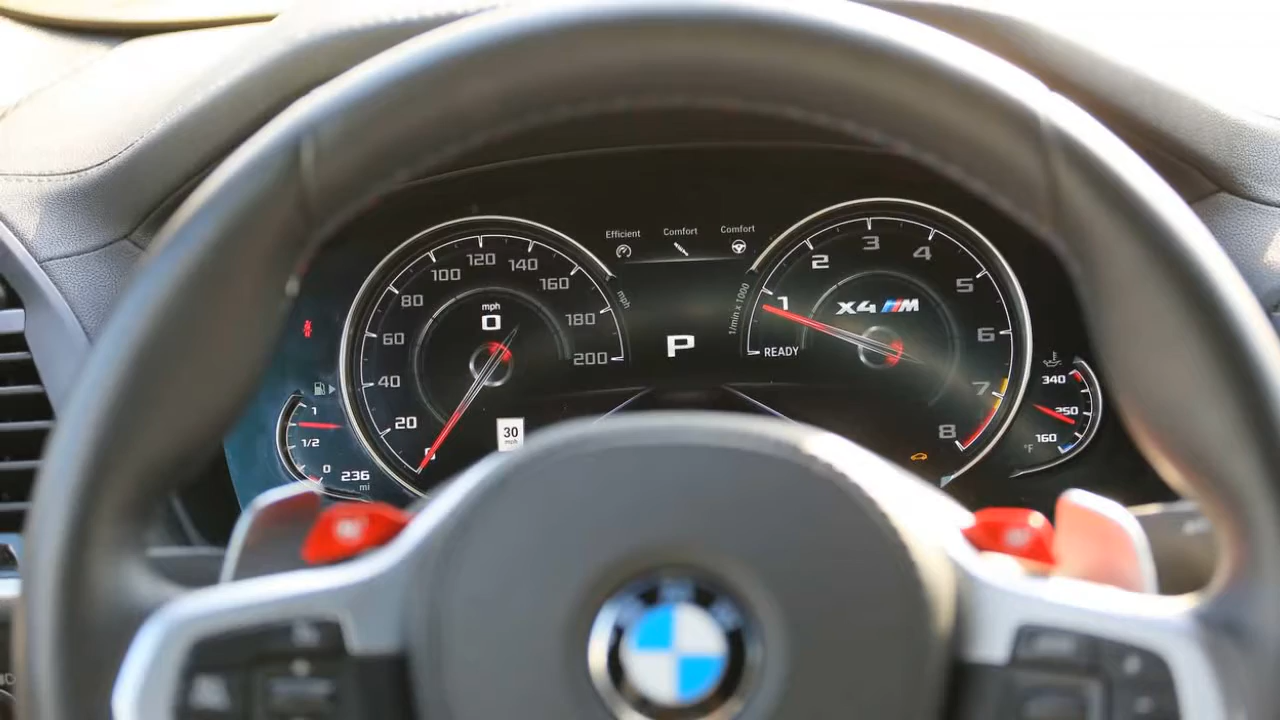 Efficient
Comfort
Comfort
mph
0
0
20
40
60
80
100
120
140
160
180
200
mph
30
mph
P
1/min x 1000
READY
1
2
3
4
5
6
7
8
X4 M
1
1/2
0
236
mi
340
250
160
°F